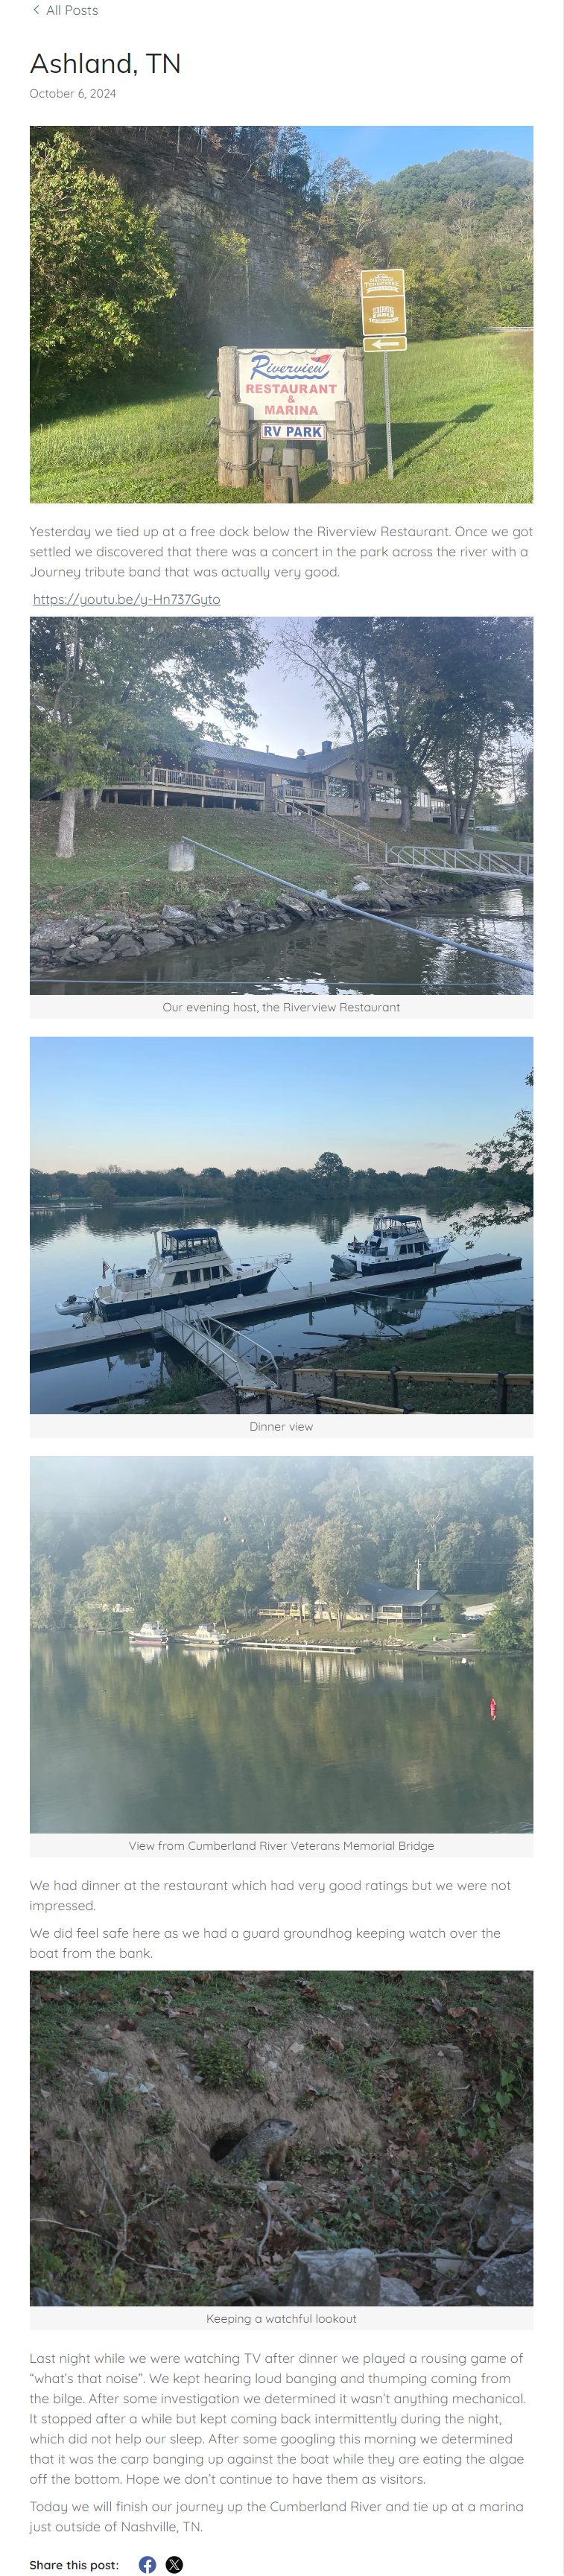 All Posts
Ashland, TN
October 6, 2024
Riverview
RESTAURANT
&
MARINA
RV PARK
Yesterday we tied up at a free dock below the Riverview Restaurant. Once we got
settled we discovered that there was a concert in the park across the river with a
Journey tribute band that was actually very good.
https://youtu.be/y-Hn737Gyto
Our evening host, the Riverview Restaurant
Dinner view
View from Cumberland River Veterans Memorial Bridge
We had dinner at the restaurant which had very good ratings but we were not
impressed.
We did feel safe here as we had a guard groundhog keeping watch over the
boat from the bank.
Keeping a watchful lookout
Last night while we were watching TV after dinner we played a rousing game of
“what’s that noise”. We kept hearing loud banging and thumping coming from
the bilge. After some investigation we determined it wasn’t anything mechanical.
It stopped after a while but kept coming back intermittently during the night,
which did not help our sleep. After some googling this morning we determined
that it was the carp banging up against the boat while they are eating the algae
off the bottom. Hope we don’t continue to have them as visitors.
Today we will finish our journey up the Cumberland River and tie up at a marina
just outside of Nashville, TN.
Share this post: